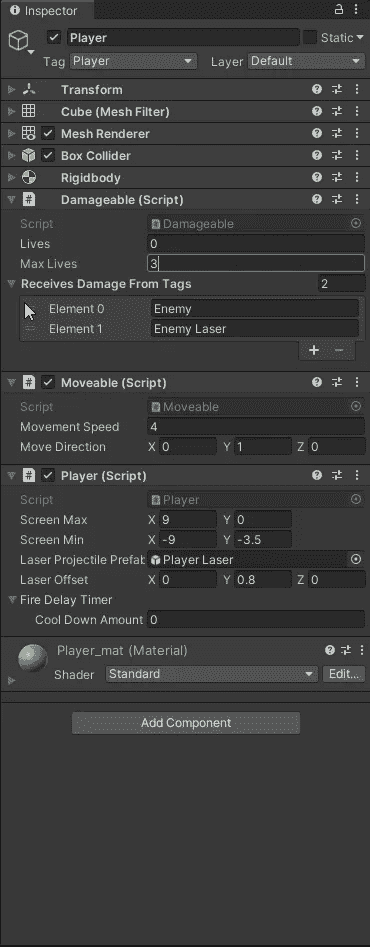 Inspector
Player Static
Tag Player Layer Default
Transform
Cube (Mesh Filter)
Mesh Renderer
Box Collider
Rigidbody
Damageable (Script)
Script Damageable
Lives 0
Max Lives 3
Receives Damage From Tags 2
Element 0 Enemy
Element 1 Enemy Laser
+ −
Moveable (Script)
Script Moveable
Movement Speed 4
Move Direction X 0 Y 1 Z 0
Player (Script)
Script Player
Screen Max X 9 Y 0
Screen Min X -9 Y -3.5
Laser Projectile Prefab Player Laser
Laser Offset X 0 Y 0.8 Z 0
Fire Delay Timer
Cool Down Amount 0
Player_mat (Material)
Shader Standard Edit...
Add Component